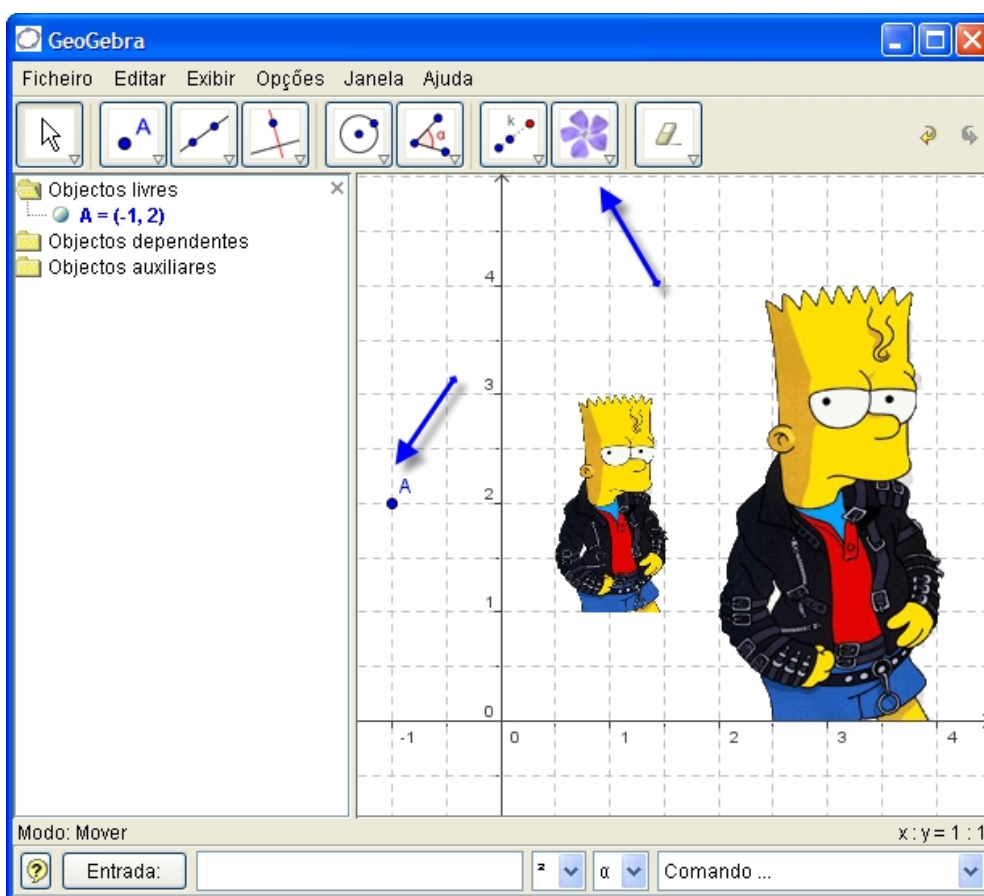 GeoGebra
Ficheiro Editar Exibir Opções Janela Ajuda
A
α
k
Objectos livres
A = (-1, 2)
Objectos dependentes
Objectos auxiliares
4
3
A
2
1
0
-1 0 1 2 3 4
Modo: Mover
x : y = 1 : 1
Entrada:
²
α
Comando ...